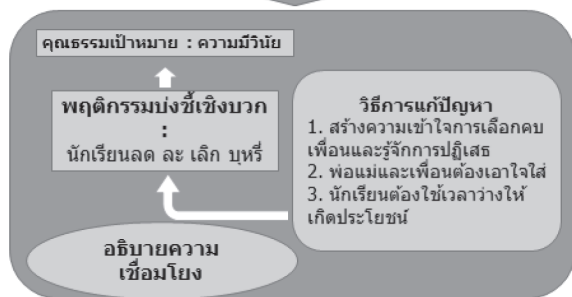 คุณธรรมเป้าหมาย : ความมีวินัย
พฤติกรรมบ่งชี้เชิงบวก
:
นักเรียนลด ละ เลิก บุหรี่
วิธีการแก้ปัญหา
1. สร้างความเข้าใจการเลือกคบ
เพื่อนและรู้จักการปฏิเสธ
2. พ่อแม่และเพื่อนต้องเอาใจใส่
3. นักเรียนต้องใช้เวลาว่างให้
เกิดประโยชน์
อธิบายความ
เชื่อมโยง